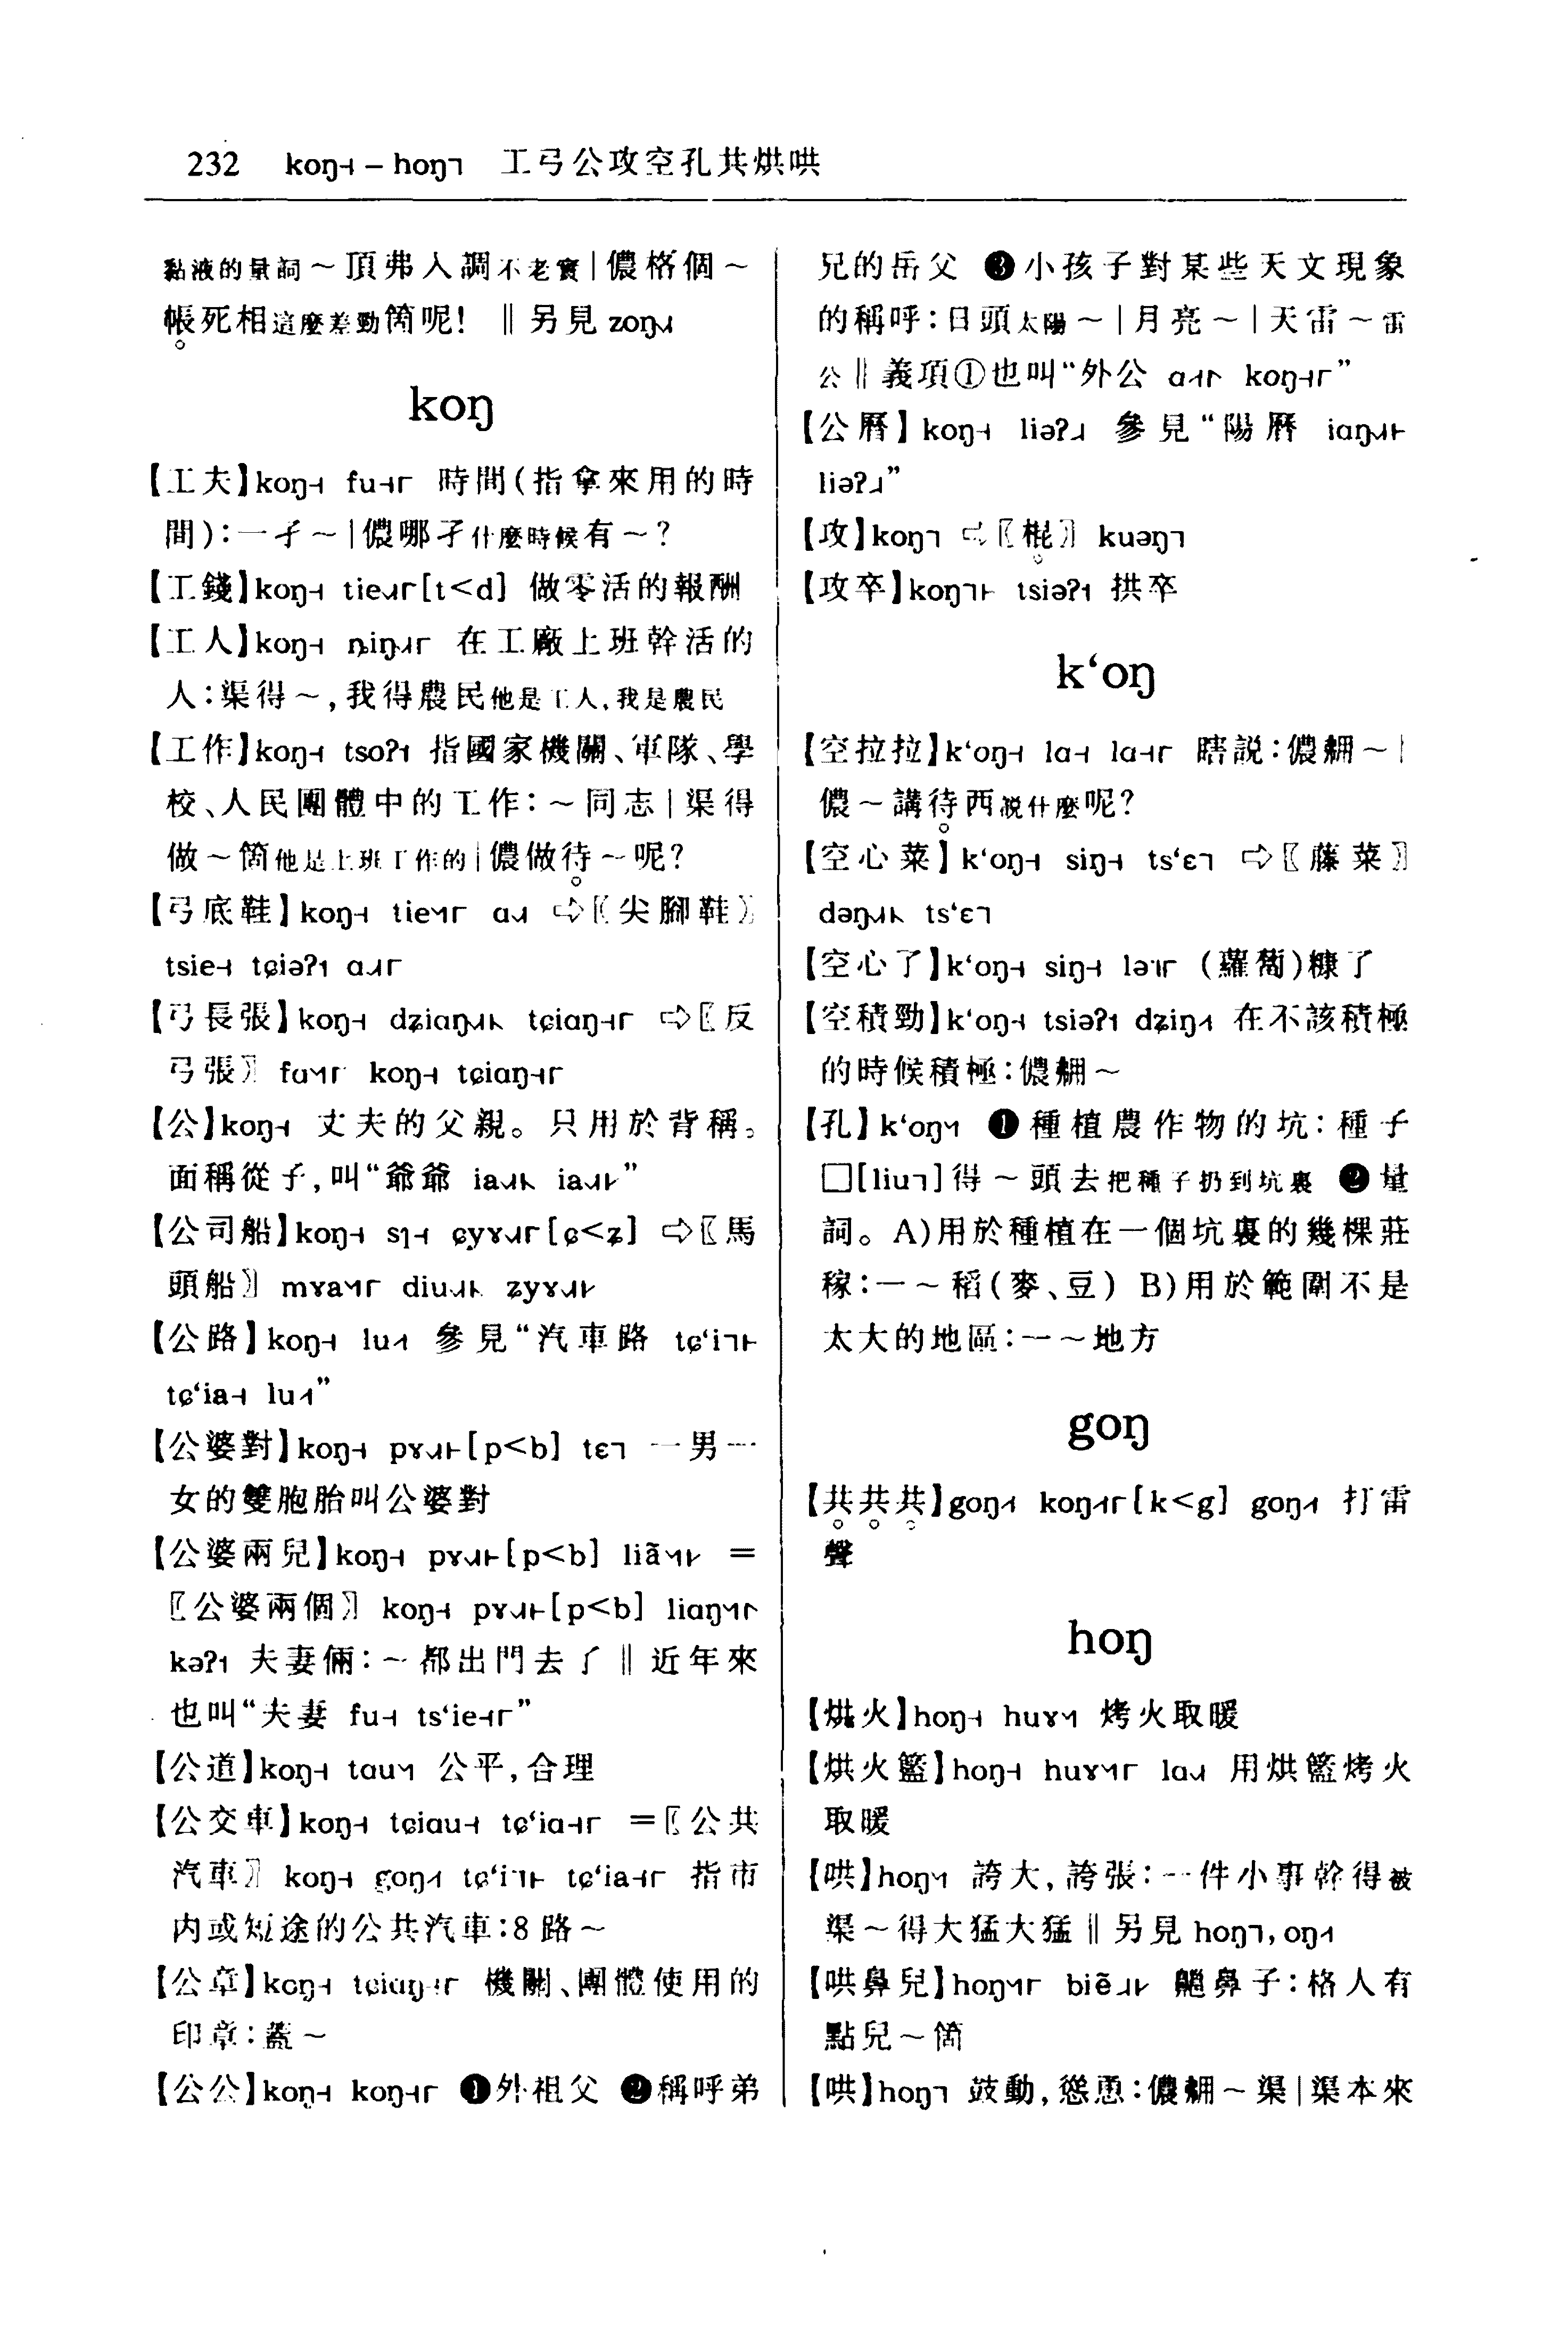 232 koŋ˧ – hoŋ˥ 工弓公攻空孔共烘哄
黏液的量詞～頂弗入調不老實|儂格個～
帳死相這麼差勁箇呢! ‖另見 zoŋ
koŋ
【工夫】koŋ˧ fu 時間(指拿來用的時
間):一孑～|儂哪孑什麼時候有～?
【工錢】koŋ˧ tie[t<d] 做零活的報酬
【工人】koŋ˧ ȵiŋ 在工廠上班幹活的
人:渠得～,我得農民他是工人,我是農民
【工作】koŋ˧ tsoʔ 指國家機關、軍隊、學
校、人民團體中的工作:～同志|渠得
做～箇他是上班工作的|儂做待～呢?
【弓底鞋】koŋ˧ tie ɑ ⇨〖尖腳鞋〗
tsie˧ tɕiəʔ ɑ
【弓長張】koŋ˧ dʑiɑŋ tɕiɑŋ ⇨〖反
弓張〗 fɑ koŋ˧ tɕiɑŋ
【公】koŋ˧ 丈夫的父親。只用於背稱。
面稱從子,叫“爺爺 ia ia”
【公司船】koŋ˧ sɿ˧ ɕyɤ[ɕ<ʑ] ⇨〖馬
頭船〗 mɤa diu ʑyɤ
【公路】koŋ˧ lu 參見“汽車路 tɕ‘i
tɕ‘ia˧ lu”
【公婆對】koŋ˧ pɤ[p<b] tɛ˥ 一男一
女的雙胞胎叫公婆對
【公婆兩兒】koŋ˧ pɤ[p<b] liã ＝
〖公婆兩個〗 koŋ˧ pɤ[p<b] liɑŋ
kəʔ 夫妻倆:～都出門去了‖近年來
也叫“夫妻 fu˧ ts‘ie”
【公道】koŋ˧ tɑu 公平,合理
【公交車】koŋ˧ tɕiɑu˧ tɕ‘iɑ ＝〖公共
汽車〗 koŋ˧ goŋ tɕ‘i tɕ‘ia 指市
内或短途的公共汽車:8路～
【公章】koŋ˧ tɕiɑŋ 機關、團體使用的
印章:蓋～
【公公】koŋ˧ koŋ ❶外祖父 ❷稱呼弟
兄的岳父 ❸小孩子對某些天文現象
的稱呼:日頭太陽～|月亮～|天雷～雷
公‖義項①也叫“外公 ɑ koŋ”
【公曆】koŋ˧ liəʔ 參見“陽曆 iɑŋ
liəʔ”
【攻】koŋ˥ ⇨〖棍〗 kuəŋ˥
【攻卒】koŋ tsiəʔ 拱卒
k‘oŋ
【空拉拉】k‘oŋ˧ lɑ˧ lɑ 瞎説:儂覅～|
儂～講待西説什麼呢?
【空心菜】k‘oŋ˧ siŋ˧ ts‘ɛ˥ ⇨〖藤菜〗
dəŋ ts‘ɛ˥
【空心了】k‘oŋ˧ siŋ˧ lə (蘿蔔)糠了
【空積勁】k‘oŋ˧ tsiəʔ dʑiŋ 在不該積極
的時候積極:儂覅～
【孔】k‘oŋ ❶種植農作物的坑:種子
□[liu˥]得～頭去把種子扔到坑裏 ❷量
詞。A)用於種植在一個坑裏的幾棵莊
稼:一～稻(麥、豆) B)用於範圍不是
太大的地區:一～地方
goŋ
【共共共】goŋ koŋ[k<g] goŋ 打雷
聲
hoŋ
【烘火】hoŋ˧ huɤ 烤火取暖
【烘火籃】hoŋ˧ huɤ lɑ 用烘籃烤火
取暖
【哄】hoŋ 誇大,誇張:一件小事幹得被
渠～得大猛大猛‖另見 hoŋ˥, oŋ
【哄鼻兒】hoŋ biẽ 齆鼻子:格人有
點兒～箇
【哄】hoŋ˥ 鼓動,慫恿:儂覅～渠|渠本來